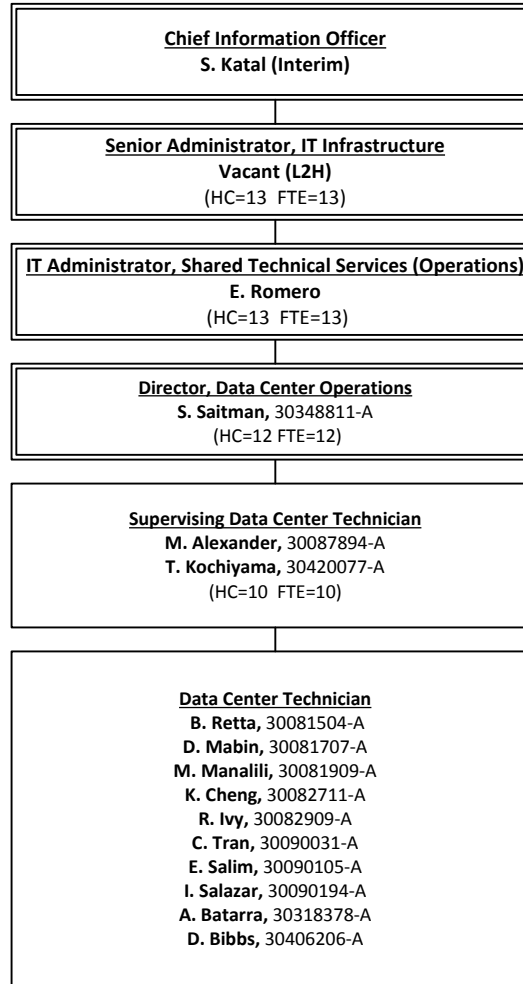 Chief Information Officer
S. Katal (Interim)
Senior Administrator, IT Infrastructure
Vacant (L2H)
(HC=13 FTE=13)
IT Administrator, Shared Technical Services (Operations)
E. Romero
(HC=13 FTE=13)
Director, Data Center Operations
S. Saitman, 30348811-A
(HC=12 FTE=12)
Supervising Data Center Technician
M. Alexander, 30087894-A
T. Kochiyama, 30420077-A
(HC=10 FTE=10)
Data Center Technician
B. Retta, 30081504-A
D. Mabin, 30081707-A
M. Manalili, 30081909-A
K. Cheng, 30082711-A
R. Ivy, 30082909-A
C. Tran, 30090031-A
E. Salim, 30090105-A
I. Salazar, 30090194-A
A. Batarra, 30318378-A
D. Bibbs, 30406206-A